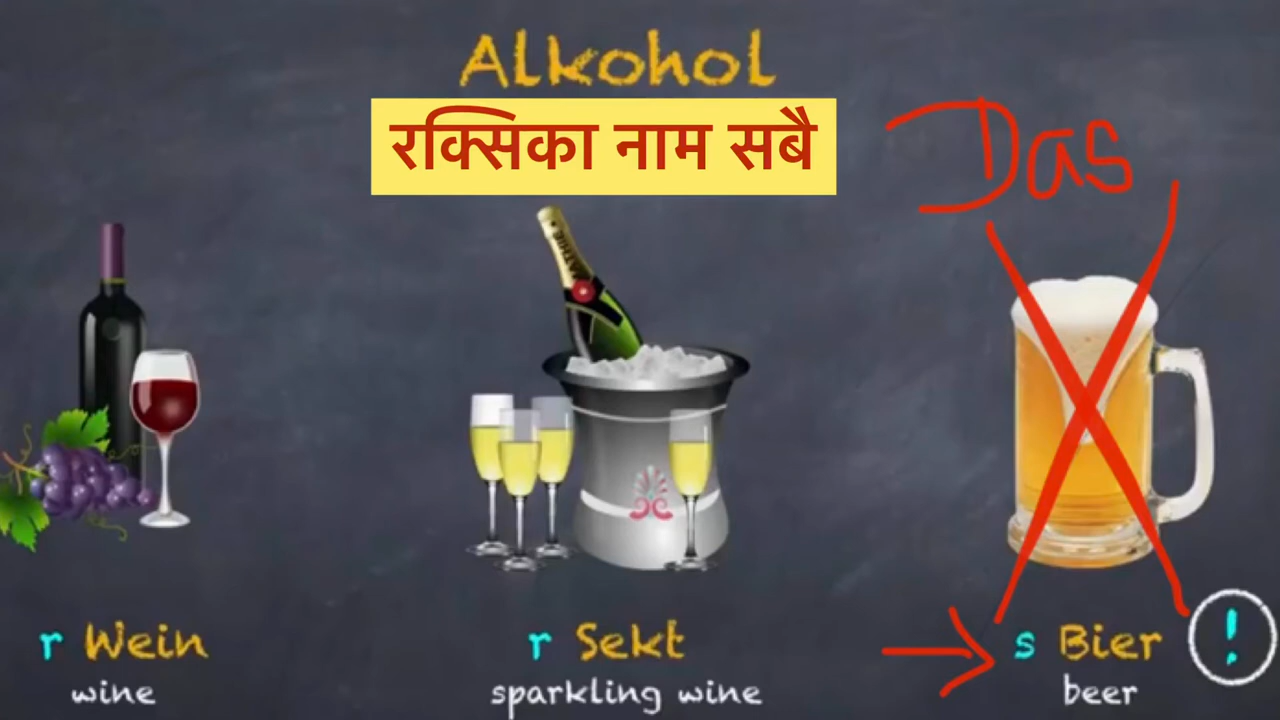 Alkohol
रक्सिका नाम सबै
Das
r Wein
wine
r Sekt
sparkling wine
s Bier
!
beer